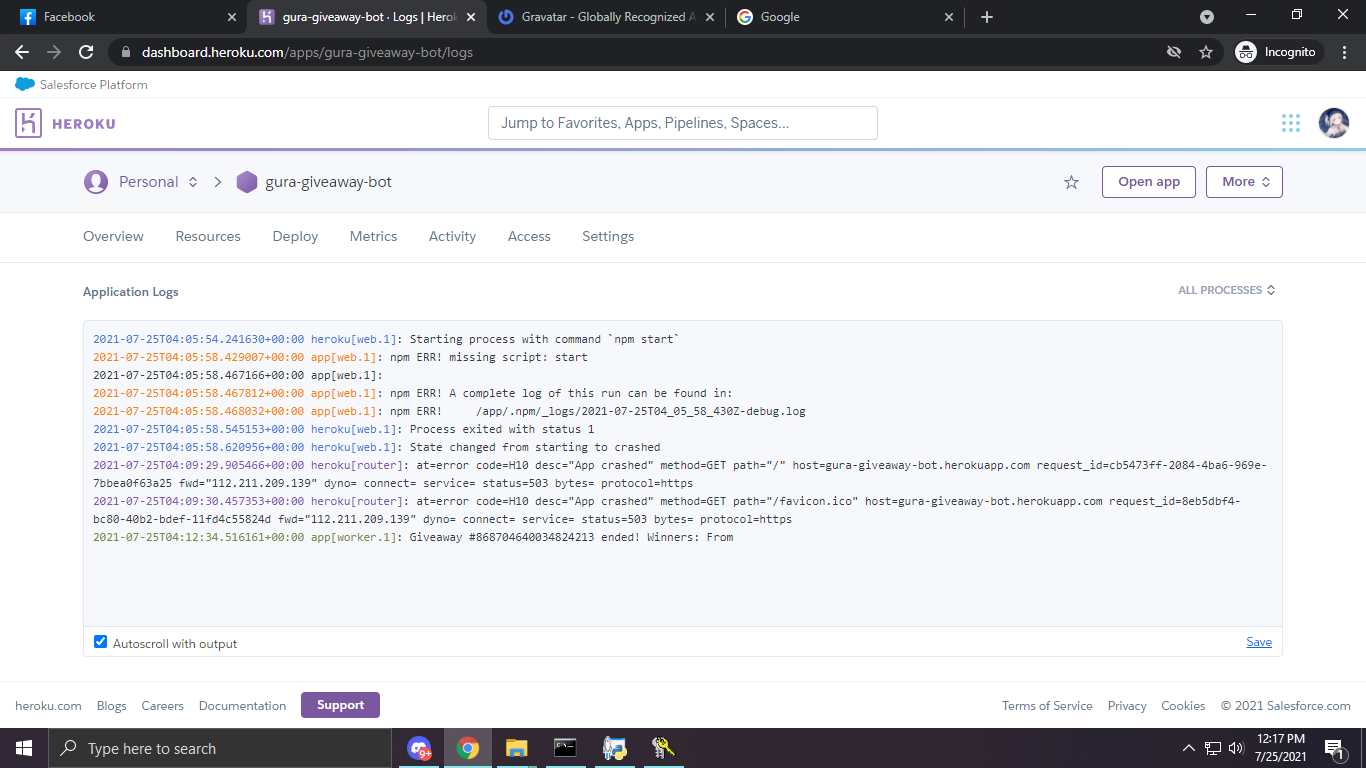 Facebook
gura-giveaway-bot · Logs | Herok
Gravatar - Globally Recognized A
Google
dashboard.heroku.com/apps/gura-giveaway-bot/logs
Incognito
Salesforce Platform
HEROKU
Jump to Favorites, Apps, Pipelines, Spaces...
Personal
gura-giveaway-bot
Open app
More
Overview
Resources
Deploy
Metrics
Activity
Access
Settings
Application Logs
ALL PROCESSES
2021-07-25T04:05:54.241630+00:00 heroku[web.1]: Starting process with command `npm start`
2021-07-25T04:05:58.429007+00:00 app[web.1]: npm ERR! missing script: start
2021-07-25T04:05:58.467166+00:00 app[web.1]:
2021-07-25T04:05:58.467812+00:00 app[web.1]: npm ERR! A complete log of this run can be found in:
2021-07-25T04:05:58.468032+00:00 app[web.1]: npm ERR!     /app/.npm/_logs/2021-07-25T04_05_58_430Z-debug.log
2021-07-25T04:05:58.545153+00:00 heroku[web.1]: Process exited with status 1
2021-07-25T04:05:58.620956+00:00 heroku[web.1]: State changed from starting to crashed
2021-07-25T04:09:29.905466+00:00 heroku[router]: at=error code=H10 desc="App crashed" method=GET path="/" host=gura-giveaway-bot.herokuapp.com request_id=cb5473ff-2084-4ba6-969e-
7bbea0f63a25 fwd="112.211.209.139" dyno= connect= service= status=503 bytes= protocol=https
2021-07-25T04:09:30.457353+00:00 heroku[router]: at=error code=H10 desc="App crashed" method=GET path="/favicon.ico" host=gura-giveaway-bot.herokuapp.com request_id=8eb5dbf4-
bc80-40b2-bdef-11fd4c55824d fwd="112.211.209.139" dyno= connect= service= status=503 bytes= protocol=https
2021-07-25T04:12:34.516161+00:00 app[worker.1]: Giveaway #868704640034824213 ended! Winners: From
Autoscroll with output
Save
heroku.com
Blogs
Careers
Documentation
Support
Terms of Service
Privacy
Cookies
© 2021 Salesforce.com
Type here to search
9+
12:17 PM
7/25/2021
1